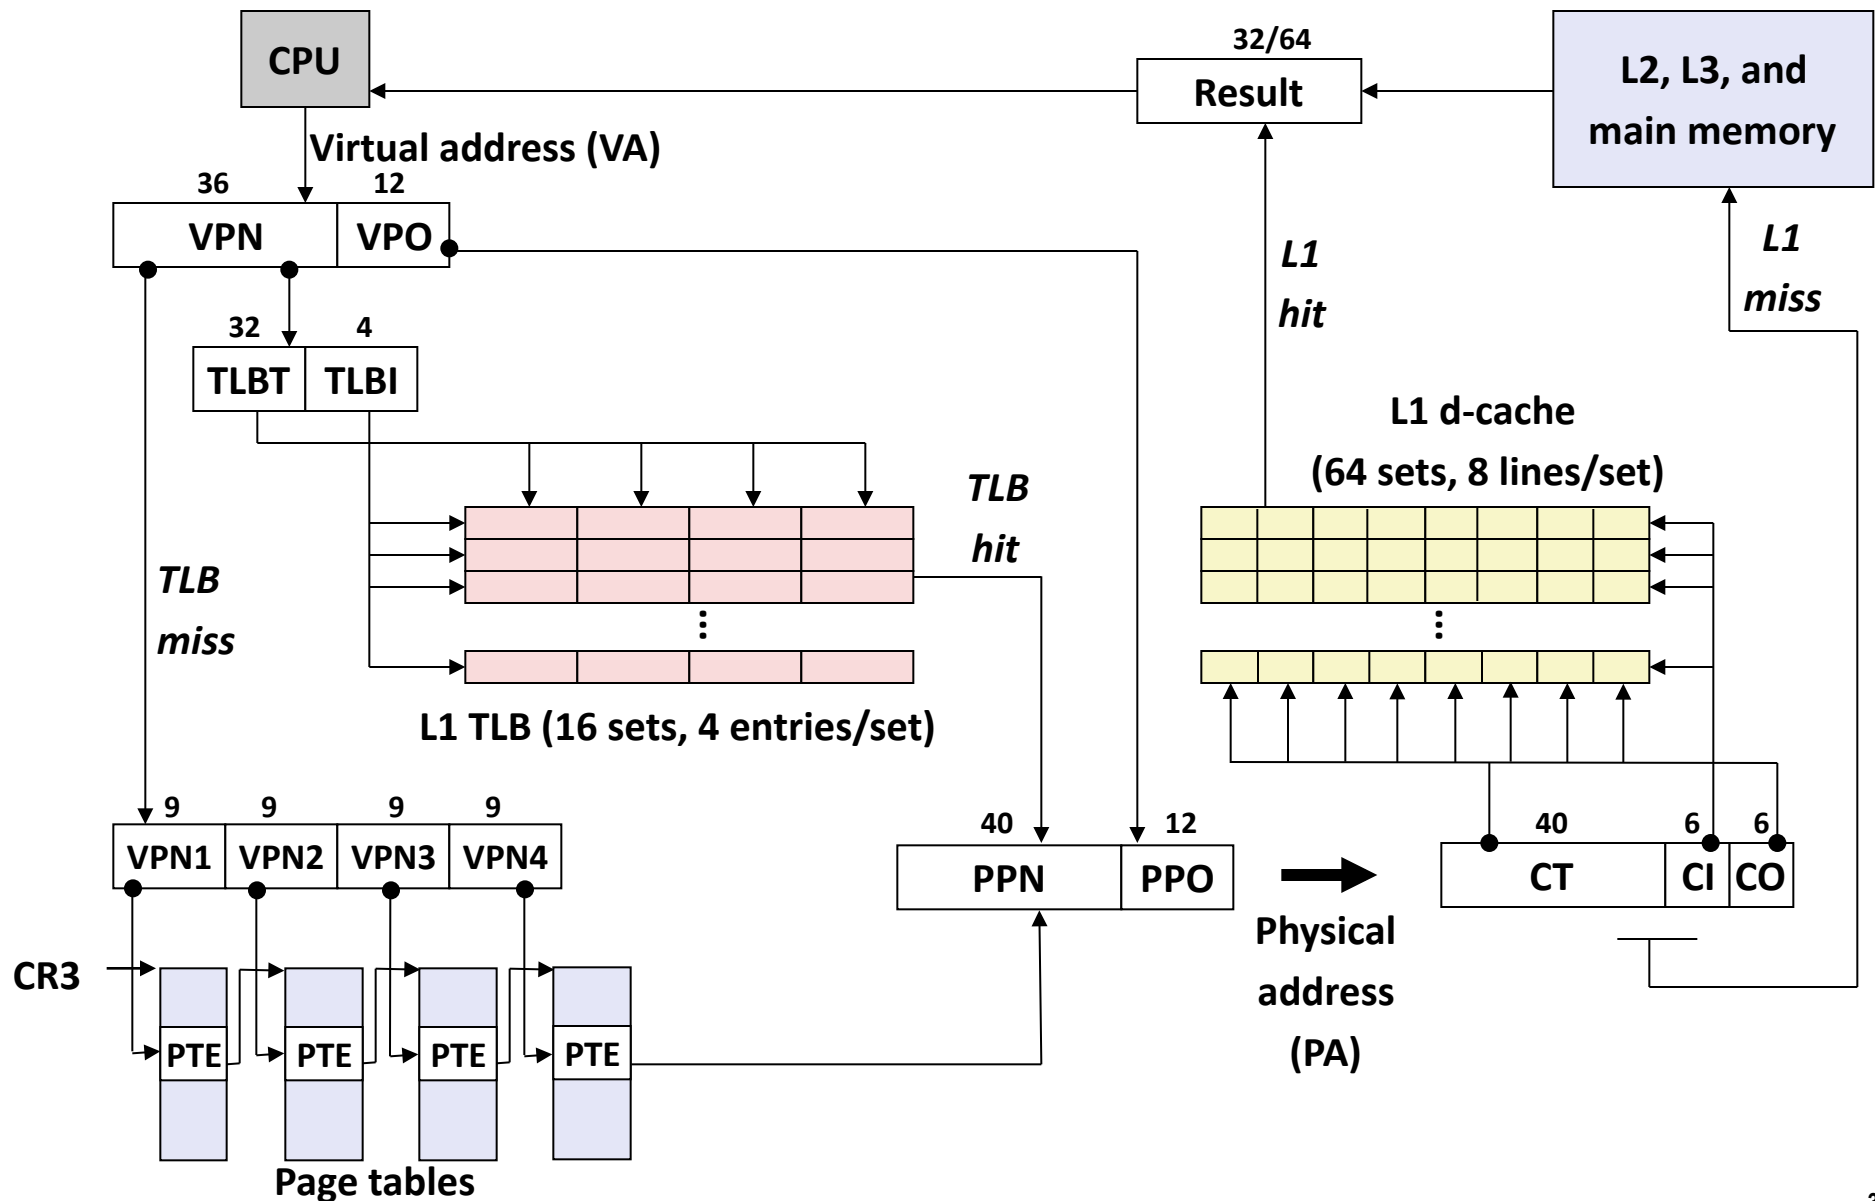 CPU
32/64
Result
L2, L3, and
main memory
Virtual address (VA)
36
12
VPN
VPO
L1
hit
L1
miss
32
4
TLBT
TLBI
L1 d-cache
(64 sets, 8 lines/set)
TLB
hit
TLB
miss
...
...
L1 TLB (16 sets, 4 entries/set)
9
9
9
9
VPN1
VPN2
VPN3
VPN4
40
12
PPN
PPO
40
6
6
CT
CI
CO
Physical
address
(PA)
CR3
PTE
PTE
PTE
PTE
Page tables